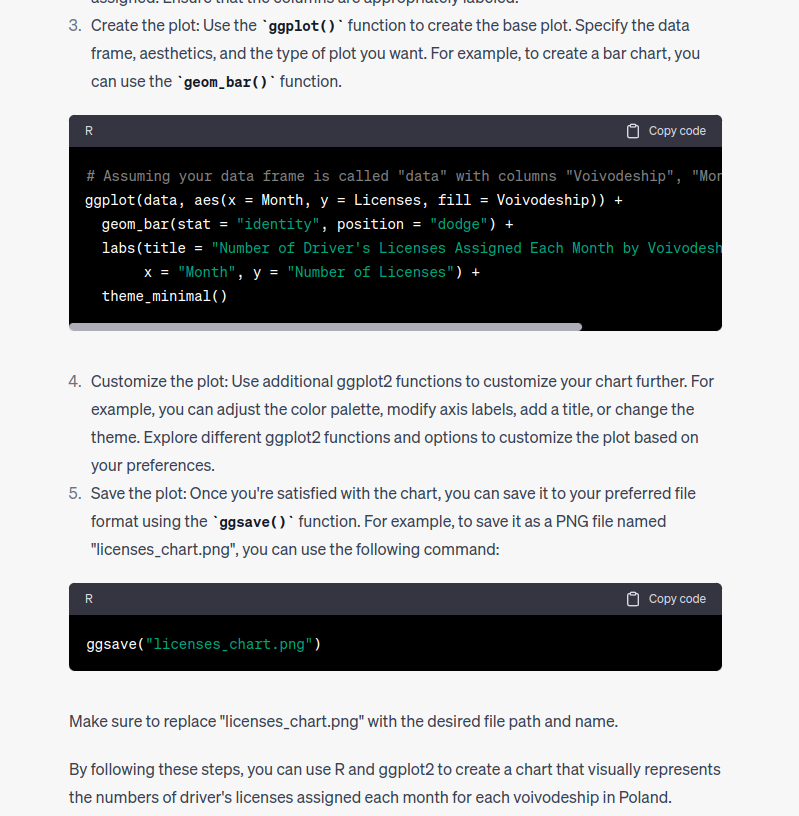 assigned. Ensure that the columns are appropriately labeled.
3. Create the plot: Use the `ggplot()` function to create the base plot. Specify the data
frame, aesthetics, and the type of plot you want. For example, to create a bar chart, you
can use the `geom_bar()` function.
R Copy code
# Assuming your data frame is called "data" with columns "Voivodeship", "Mon
ggplot(data, aes(x = Month, y = Licenses, fill = Voivodeship)) +
geom_bar(stat = "identity", position = "dodge") +
labs(title = "Number of Driver's Licenses Assigned Each Month by Voivodesh
x = "Month", y = "Number of Licenses") +
theme_minimal()
4. Customize the plot: Use additional ggplot2 functions to customize your chart further. For
example, you can adjust the color palette, modify axis labels, add a title, or change the
theme. Explore different ggplot2 functions and options to customize the plot based on
your preferences.
5. Save the plot: Once you're satisfied with the chart, you can save it to your preferred file
format using the `ggsave()` function. For example, to save it as a PNG file named
"licenses_chart.png", you can use the following command:
R Copy code
ggsave("licenses_chart.png")
Make sure to replace "licenses_chart.png" with the desired file path and name.
By following these steps, you can use R and ggplot2 to create a chart that visually represents
the numbers of driver's licenses assigned each month for each voivodeship in Poland.